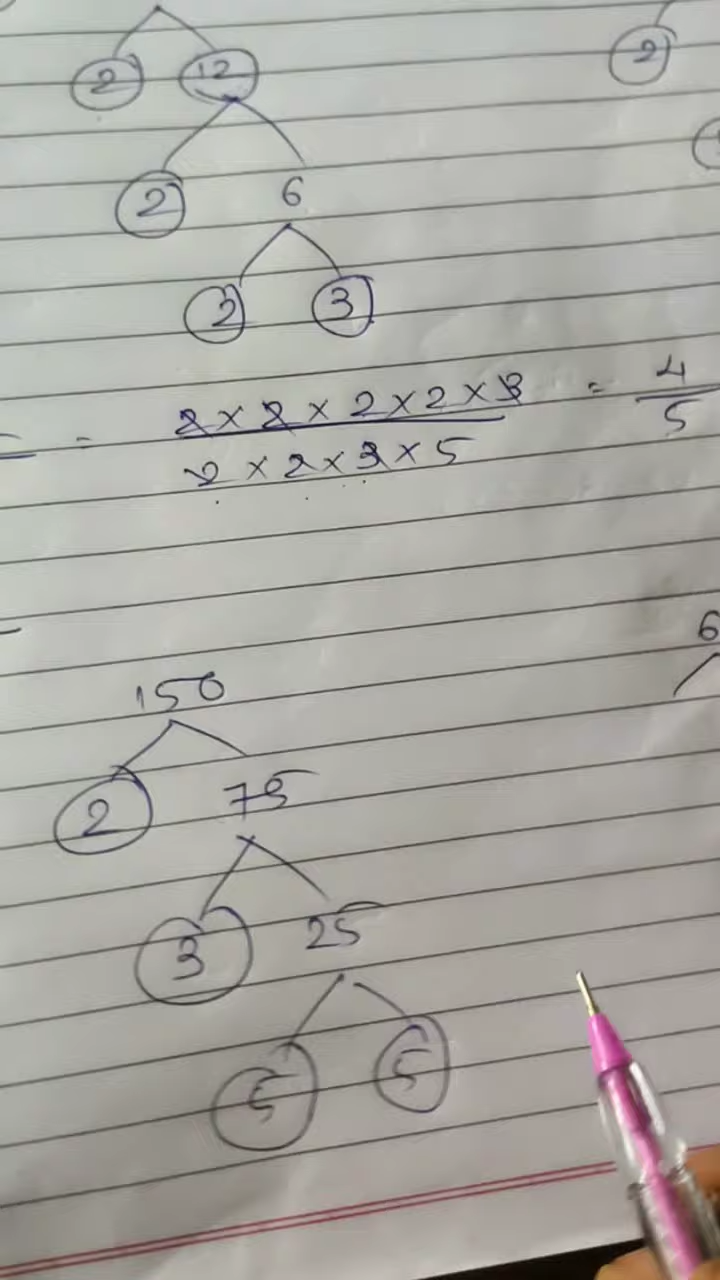 2 12 2
2 6
2 3
= 2 × 2 × 2 × 2 × 3 = 4
2 × 2 × 3 × 5 5
6
150
2 75
3 25
5 5